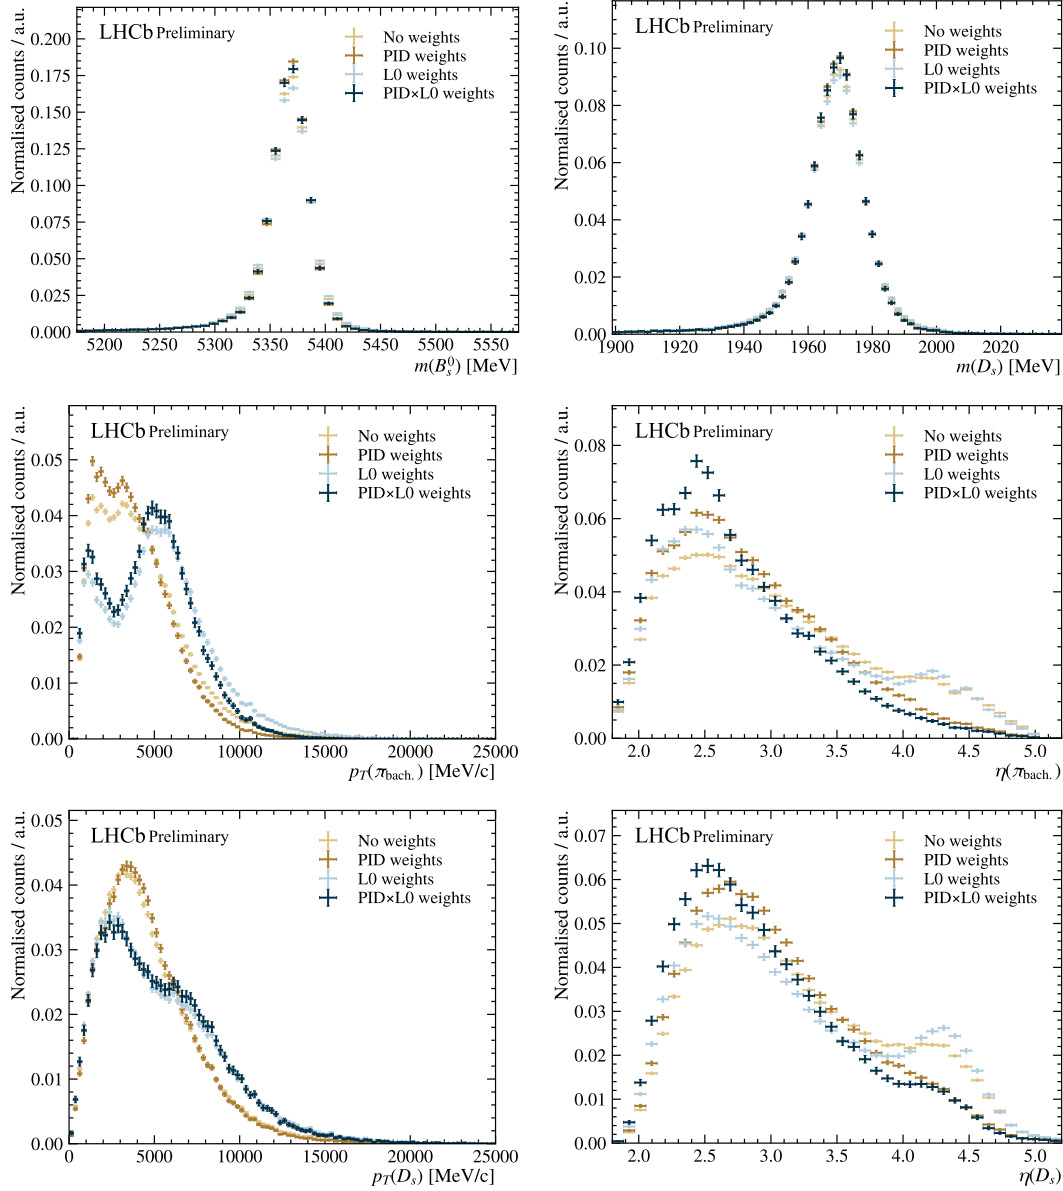 LHCb Preliminary
No weights
PID weights
L0 weights
PID×L0 weights
Normalised counts / a.u.
0.200
0.175
0.150
0.125
0.100
0.075
0.050
0.025
0.000
5200 5250 5300 5350 5400 5450 5500 5550
m(B_s^0) [MeV]
LHCb Preliminary
No weights
PID weights
L0 weights
PID×L0 weights
Normalised counts / a.u.
0.10
0.08
0.06
0.04
0.02
0.00
1900 1920 1940 1960 1980 2000 2020
m(D_s) [MeV]
LHCb Preliminary
No weights
PID weights
L0 weights
PID×L0 weights
Normalised counts / a.u.
0.05
0.04
0.03
0.02
0.01
0.00
0 5000 10000 15000 20000 25000
p_T(π_bach.) [MeV/c]
LHCb Preliminary
No weights
PID weights
L0 weights
PID×L0 weights
Normalised counts / a.u.
0.08
0.06
0.04
0.02
0.00
2.0 2.5 3.0 3.5 4.0 4.5 5.0
η(π_bach.)
LHCb Preliminary
No weights
PID weights
L0 weights
PID×L0 weights
Normalised counts / a.u.
0.05
0.04
0.03
0.02
0.01
0.00
0 5000 10000 15000 20000 25000
p_T(D_s) [MeV/c]
LHCb Preliminary
No weights
PID weights
L0 weights
PID×L0 weights
Normalised counts / a.u.
0.07
0.06
0.05
0.04
0.03
0.02
0.01
0.00
2.0 2.5 3.0 3.5 4.0 4.5 5.0
η(D_s)